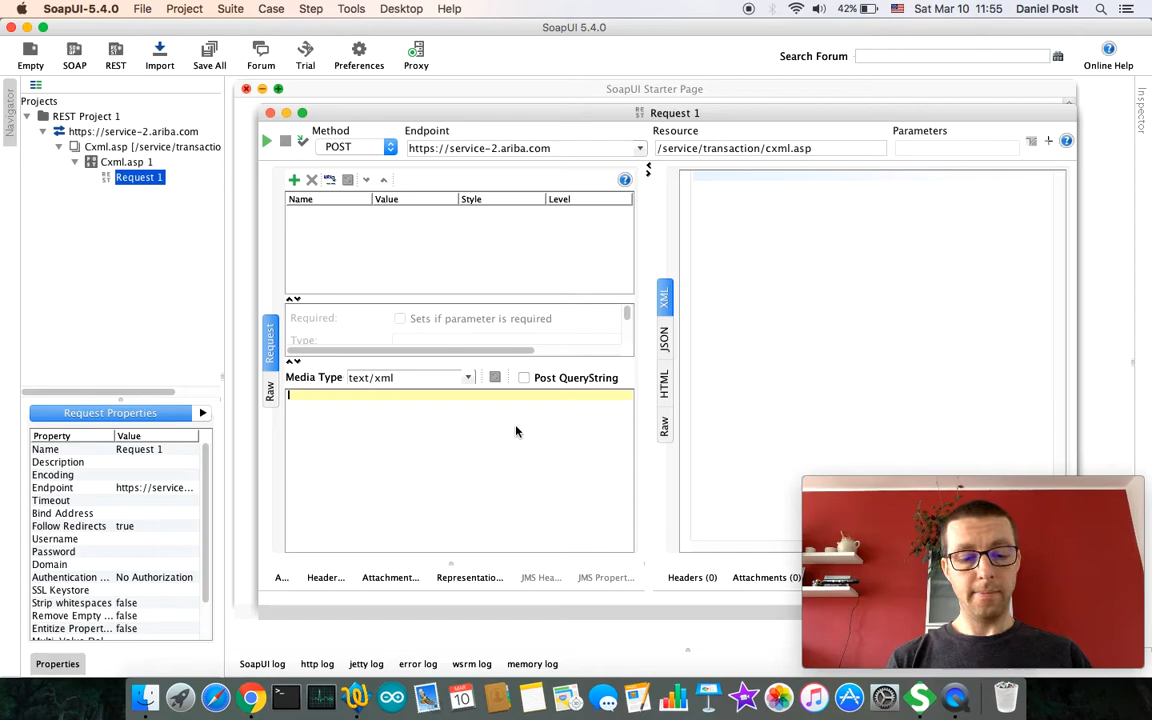 SoapUI-5.4.0 File Project Suite Case Step Tools Desktop Help 42% Sat Mar 10 11:55 Daniel Poslt
SoapUI 5.4.0
Empty SOAP REST Import Save All Forum Trial Preferences Proxy Search Forum Online Help
Navigator
Inspector
Projects
REST Project 1
https://service-2.ariba.com
Cxml.asp [/service/transactio
Cxml.asp 1
REST Request 1
SoapUI Starter Page
REST Request 1
Method Endpoint Resource Parameters
POST https://service-2.ariba.com /service/transaction/cxml.asp
Name Value Style Level
Required: Sets if parameter is required
Type:
Request
Raw
Media Type text/xml Post QueryString
XML
JSON
HTML
Raw
A... Header... Attachment... Representatio... JMS Hea... JMS Propert... Headers (0) Attachments (0)
Request Properties
Property Value
Name Request 1
Description
Encoding
Endpoint https://service...
Timeout
Bind Address
Follow Redirects true
Username
Password
Domain
Authentication ... No Authorization
SSL Keystore
Strip whitespaces false
Remove Empty ... false
Entitize Propert... false
Properties
SoapUI log http log jetty log error log wsrm log memory log
MAR
10